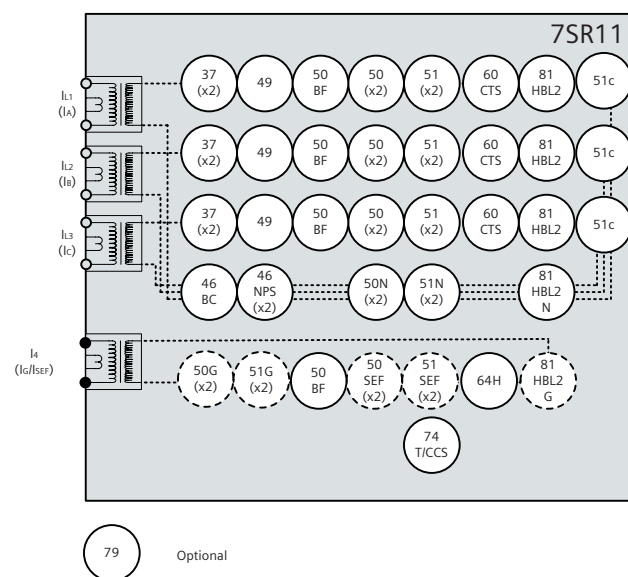 7SR11
IL1
(IA)
37
(x2)
49
50
BF
50
(x2)
51
(x2)
60
CTS
81
HBL2
51c
IL2
(IB)
37
(x2)
49
50
BF
50
(x2)
51
(x2)
60
CTS
81
HBL2
51c
IL3
(IC)
37
(x2)
49
50
BF
50
(x2)
51
(x2)
60
CTS
81
HBL2
51c
46
BC
46
NPS
(x2)
50N
(x2)
51N
(x2)
81
HBL2
N
I4
(IG/ISEF)
50G
(x2)
51G
(x2)
50
BF
50
SEF
(x2)
51
SEF
(x2)
64H
81
HBL2
G
74
T/CCS
79
Optional